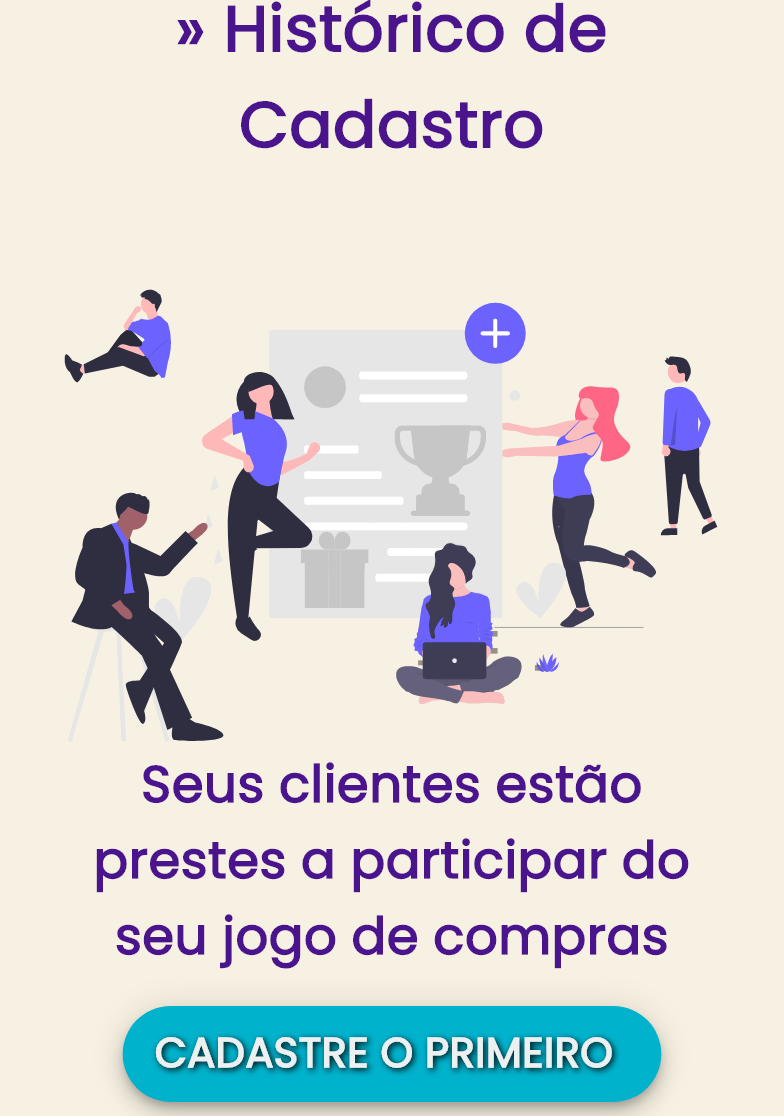 » Histórico de
Cadastro
Seus clientes estão
prestes a participar do
seu jogo de compras
CADASTRE O PRIMEIRO